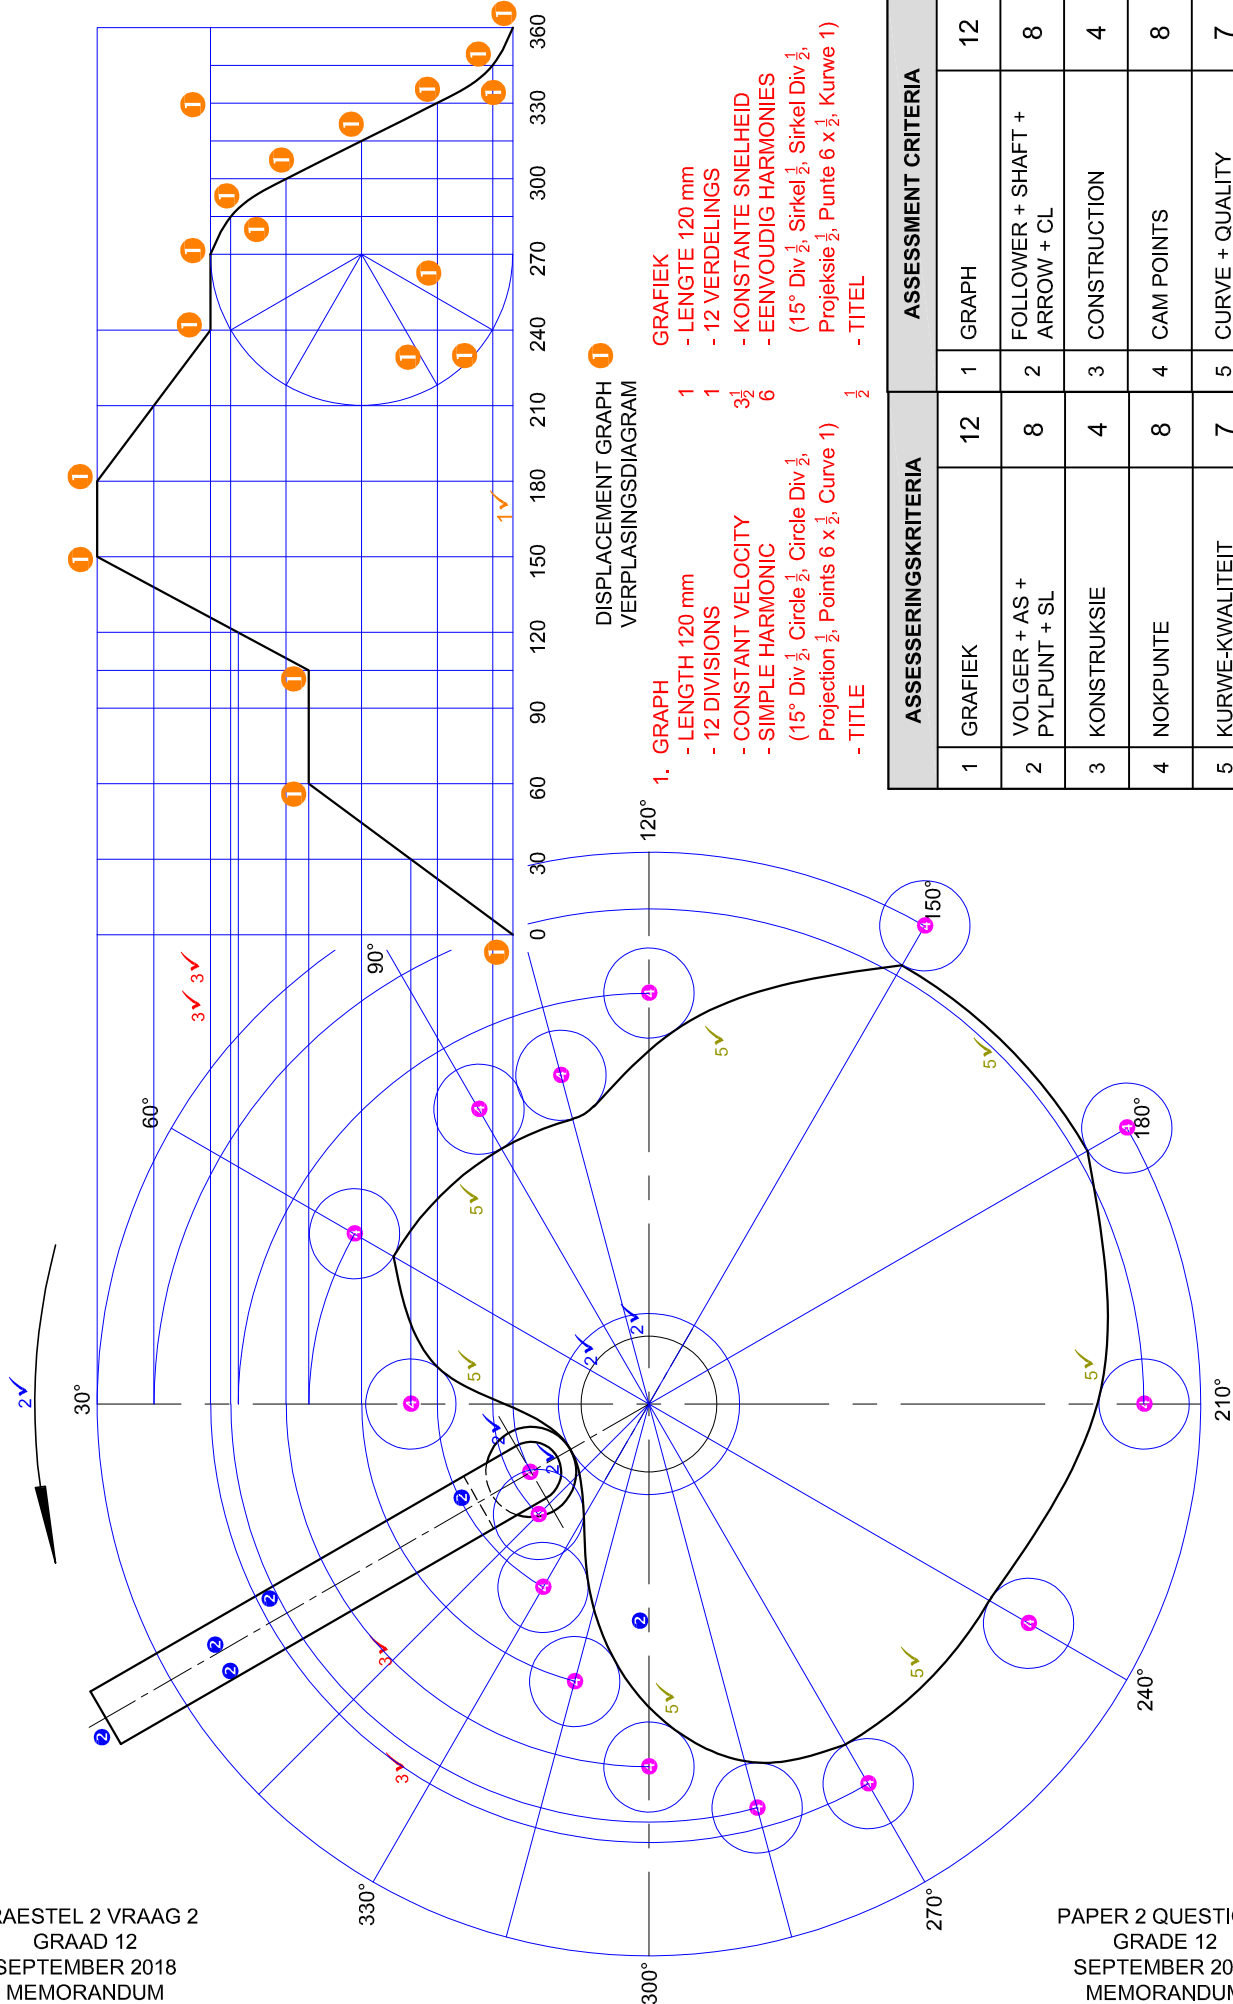 RAESTEL 2 VRAAG 2
GRAAD 12
SEPTEMBER 2018
MEMORANDUM
PAPER 2
GRADE 12
SEPTEMBER
MEMORANDUM
0 30 60 90 120 150 180 210 240 270 300 330 360
DISPLACEMENT GRAPH
VERPLASINGSDIAGRAM
30°
60°
90°
120°
150°
180°
210°
240°
270°
300°
330°
1. GRAPH
- LENGTH 120 mm 1
- 12 DIVISIONS 1
- CONSTANT VELOCITY 3½
- SIMPLE HARMONIC 6
(15° Div ½, Circle ½, Circle Div ½,
Projection ½, Points 6 x ½, Curve 1)
- TITLE ½
GRAFIEK
- LENGTE 120 mm
- 12 VERDELINGS
- KONSTANTE SNELHEID
- EENVOUDIG HARMONIES
(15° Div ½, Sirkel ½, Sirkel Div ½,
Projeksie ½, Punte 6 x ½, Kurwe 1)
- TITEL
ASSESSERINGSKRITERIA
1 GRAFIEK 12
2 VOLGER + AS +
PYLPUNT + SL 8
3 KONSTRUKSIE 4
4 NOKPUNTE 8
5 KURWE-KWALITEIT 7
ASSESSMENT CRITERIA
1 GRAPH 12
2 FOLLOWER + SHAFT +
ARROW + CL 8
3 CONSTRUCTION 4
4 CAM POINTS 8
5 CURVE + QUALITY 7